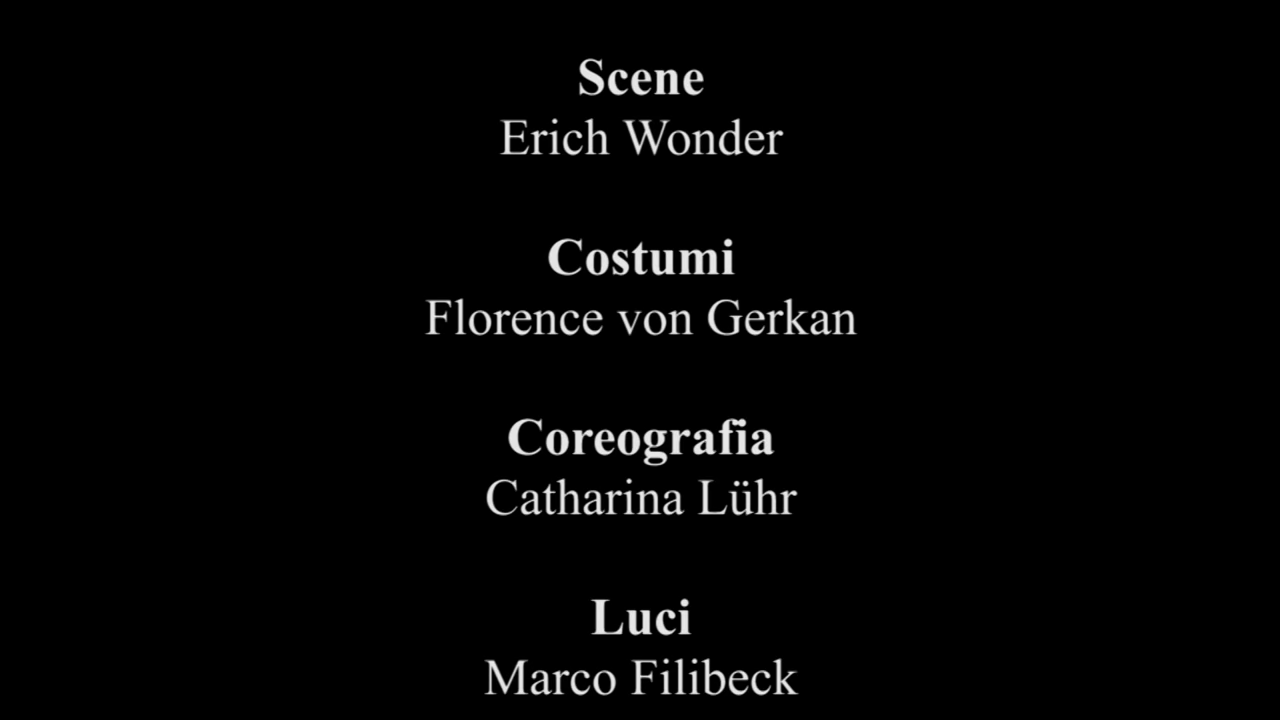 Scene
Erich Wonder
Costumi
Florence von Gerkan
Coreografia
Catharina Lühr
Luci
Marco Filibeck